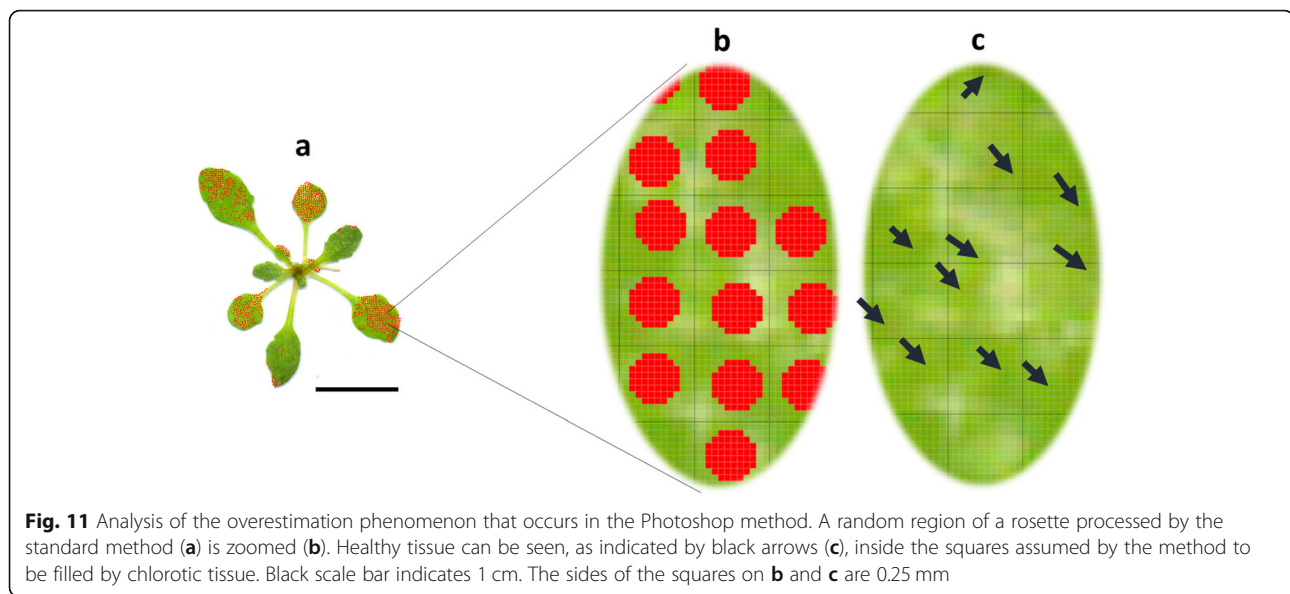 a
b
c
Fig. 11 Analysis of the overestimation phenomenon that occurs in the Photoshop method. A random region of a rosette processed by the
standard method (a) is zoomed (b). Healthy tissue can be seen, as indicated by black arrows (c), inside the squares assumed by the method to
be filled by chlorotic tissue. Black scale bar indicates 1 cm. The sides of the squares on b and c are 0.25 mm